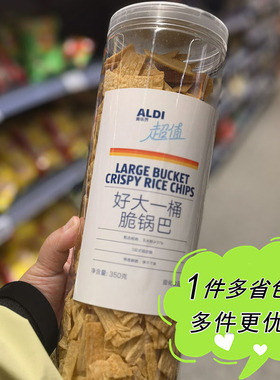 ALDI
奥乐齐
超值
LARGE BUCKET
CRISPY RICE CHIPS
好大一桶
脆锅巴
净含量: 350克
1件多省
多件更优